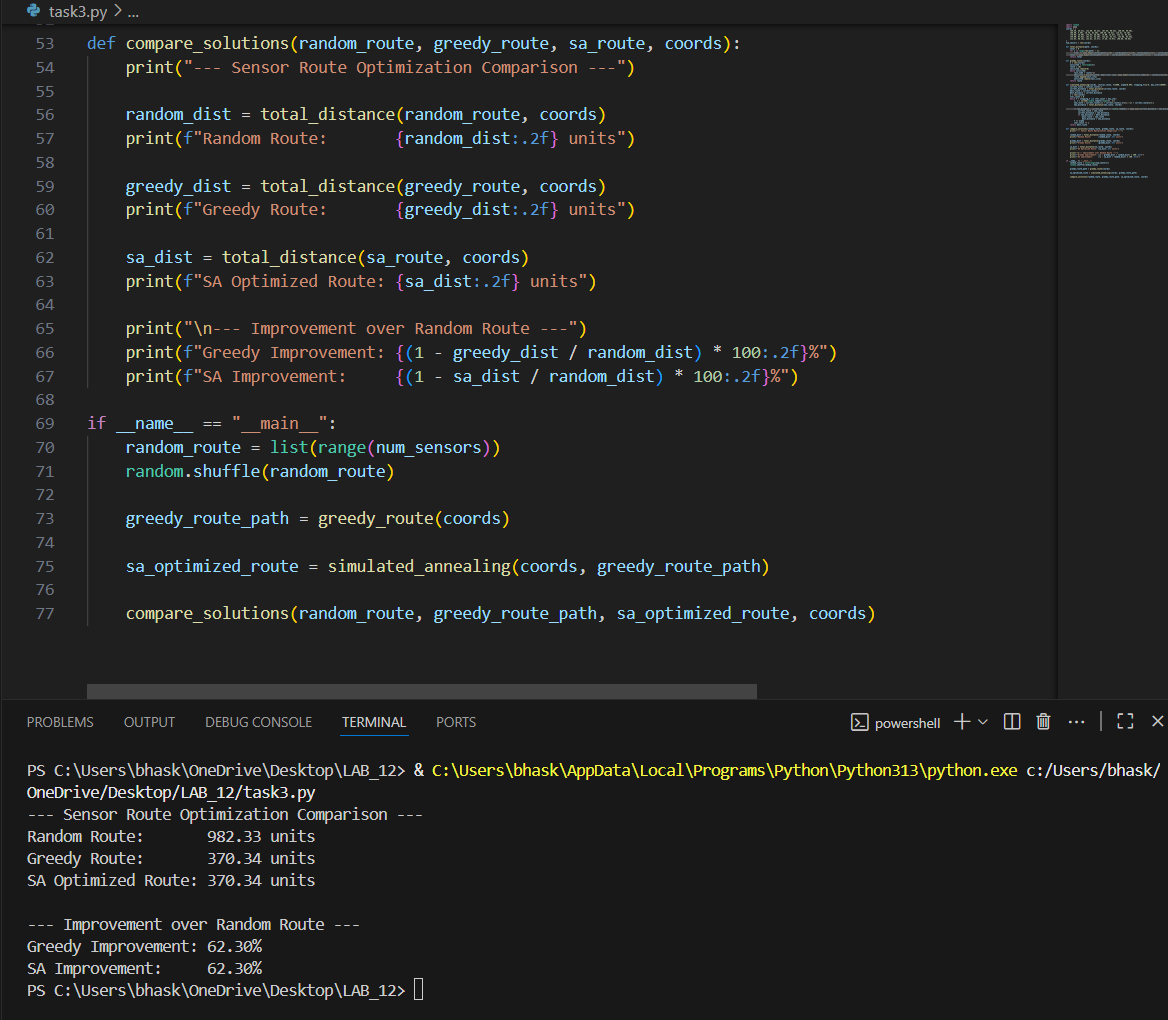 task3.py > ...
53 def compare_solutions(random_route, greedy_route, sa_route, coords):
54     print("--- Sensor Route Optimization Comparison ---")
55
56     random_dist = total_distance(random_route, coords)
57     print(f"Random Route:       {random_dist:.2f} units")
58
59     greedy_dist = total_distance(greedy_route, coords)
60     print(f"Greedy Route:       {greedy_dist:.2f} units")
61
62     sa_dist = total_distance(sa_route, coords)
63     print(f"SA Optimized Route: {sa_dist:.2f} units")
64
65     print("\n--- Improvement over Random Route ---")
66     print(f"Greedy Improvement: {(1 - greedy_dist / random_dist) * 100:.2f}%")
67     print(f"SA Improvement:     {(1 - sa_dist / random_dist) * 100:.2f}%")
68
69 if __name__ == "__main__":
70     random_route = list(range(num_sensors))
71     random.shuffle(random_route)
72
73     greedy_route_path = greedy_route(coords)
74
75     sa_optimized_route = simulated_annealing(coords, greedy_route_path)
76
77     compare_solutions(random_route, greedy_route_path, sa_optimized_route, coords)
PROBLEMS OUTPUT DEBUG CONSOLE TERMINAL PORTS powershell
PS C:\Users\bhask\OneDrive\Desktop\LAB_12> & C:\Users\bhask\AppData\Local\Programs\Python\Python313\python.exe c:/Users/bhask/
OneDrive/Desktop/LAB_12/task3.py
--- Sensor Route Optimization Comparison ---
Random Route:       982.33 units
Greedy Route:       370.34 units
SA Optimized Route: 370.34 units

--- Improvement over Random Route ---
Greedy Improvement: 62.30%
SA Improvement:     62.30%
PS C:\Users\bhask\OneDrive\Desktop\LAB_12>